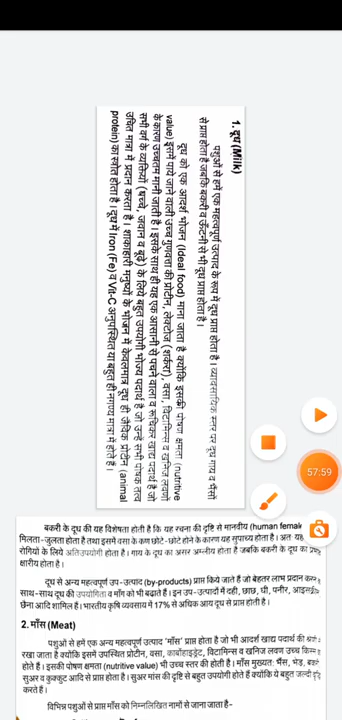 1. दूध (Milk)
पशुओं से हमें एक महत्वपूर्ण उत्पाद के रूप में दूध प्राप्त होता है। व्यावसायिक स्तर पर दूध गाय व भैंसों
से प्राप्त होता है जबकि बकरी व ऊँटनी से भी दूध प्राप्त होता है।
दूध को एक आदर्श भोजन (Ideal food) माना जाता है क्योंकि इसकी पोषण क्षमता (nutritive
value) इसमें पाये जाने वाली उच्च गुणवत्ता की प्रोटीन, लेक्टोज (शर्करा), वसा, विटामिन्स व खनिज लवणों
के कारण उच्चतम मानी जाती है। इसके साथ ही यह एक आसानी से पचने वाला व रूचिकर खाद्य पदार्थ है जो
सभी वर्ग के व्यक्तियों (बच्चे, जवान व बूढ़े) के लिये बहुत उपयोगी भोज्य पदार्थ है जो उन्हें सभी पोषक तत्व
उचित मात्रा में प्रदान करता है। शाकाहारी मनुष्यों के भोजन में केवलमात्र दूध ही जैविक प्रोटीन (animal
protein) का स्त्रोत होता है। दूध में Iron (Fe) व Vit-C अनुपस्थित या बहुत ही नगण्य मात्रा में होते हैं।
57:59
बकरी के दूध की यह विशेषता होती है कि यह रचना की दृष्टि से मानवीय (human
मिलता-जुलता होता है तथा इसमें वसा के कण छोटे-छोटे होने के कारण यह सुपाच्य होता है। अतः यह
रोगियों के लिये अतिउपयोगी होता है। गाय के दूध का असर अम्लीय होता है जबकि बकरी के दूध का
क्षारीय होता है।
दूध से अन्य महत्वपूर्ण उप-उत्पाद (by-products) प्राप्त किये जाते हैं जो बेहतर लाभ प्रदान
साथ-साथ दूध की उपयोगिता व माँग को भी बढाते हैं। इन उप-उत्पादों में दही, छाछ, घी, पनीर,
छैना आदि शामिल हैं। भारतीय कृषि व्यवसाय में 17% से अधिक आय दूध से प्राप्त होती है।
2. माँस (Meat)
पशुओं से हमें एक अन्य महत्वपूर्ण उत्पाद 'माँस' प्राप्त होता है जो भी आदर्श खाद्य पदार्थ की
रखा जाता है क्योंकि इसमें उपस्थित प्रोटीन, वसा, कार्बोहाइड्रेट, विटामिन्स व खनिज लवण उच्च
होते हैं। इसकी पोषण क्षमता (nutritive value) भी उच्च स्तर की होती है। माँस मुख्यतः भैंस, भेड़,
सुअर व कुक्कुट आदि से प्राप्त होता है। सुअर मांस की दृष्टि से बहुत उपयोगी होते हैं क्योंकि ये बहुत जल्दी
करते हैं।
विभिन्न पशुओं से प्राप्त माँस को निम्नलिखित नामों से जाना जाता है-